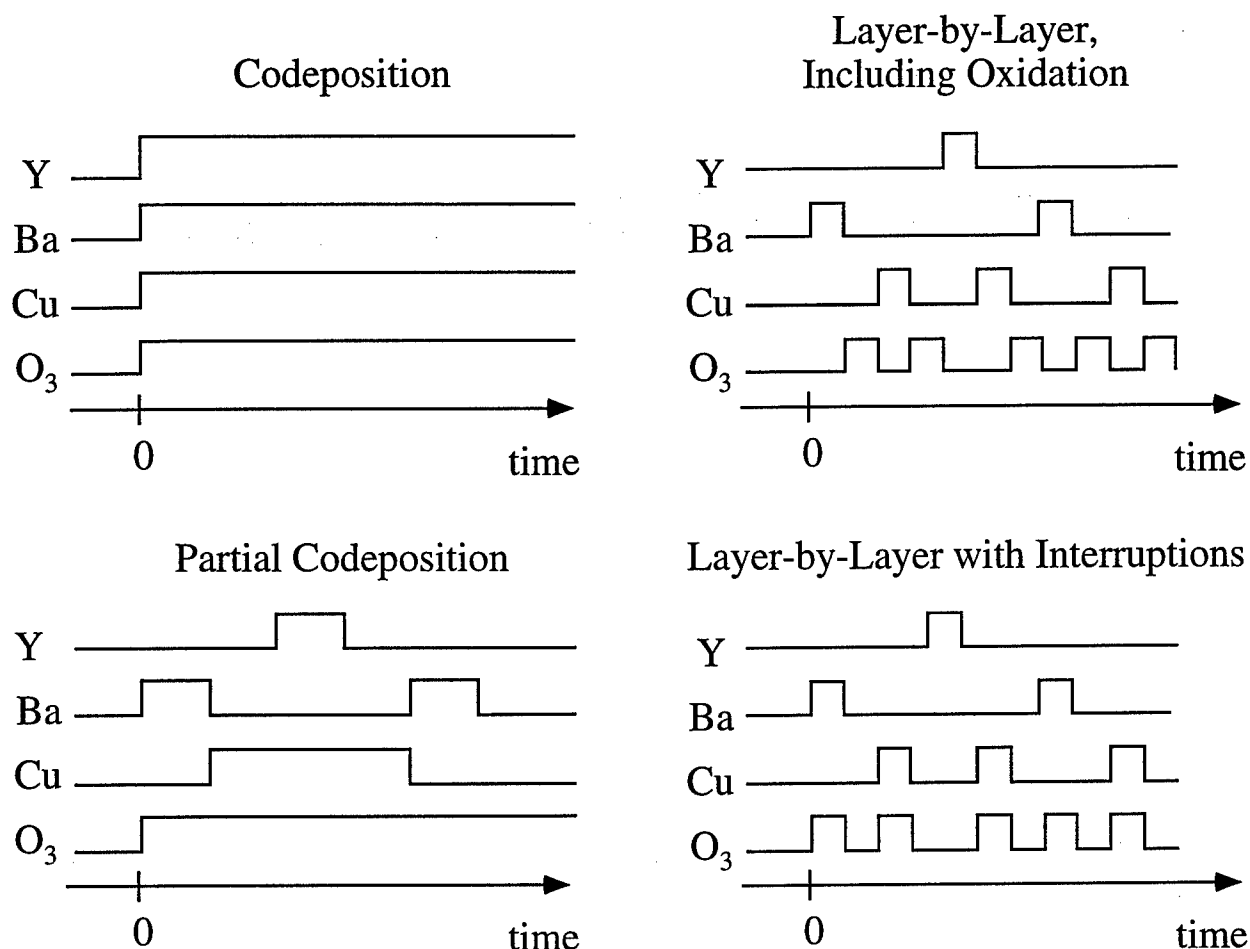 Codeposition
Y
Ba
Cu
O3
0
time
Layer-by-Layer,
Including Oxidation
Y
Ba
Cu
O3
0
time
Partial Codeposition
Y
Ba
Cu
O3
0
time
Layer-by-Layer with Interruptions
Y
Ba
Cu
O3
0
time